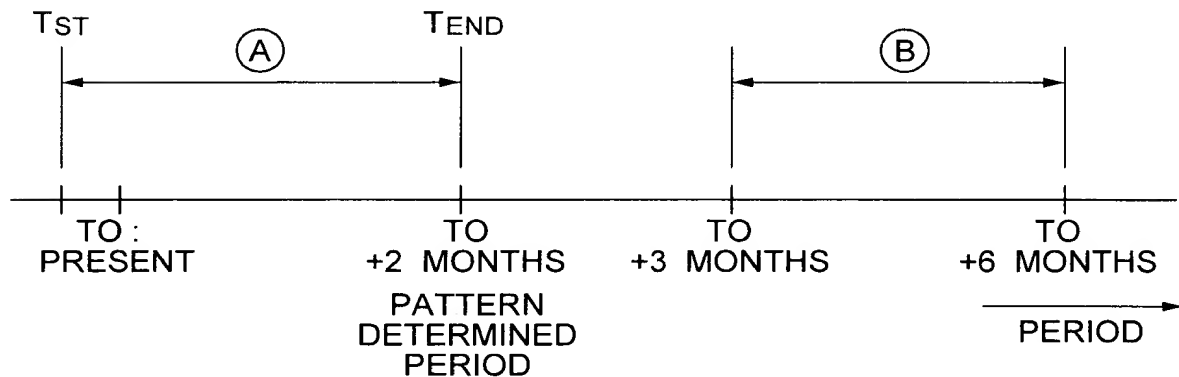 TST
TEND
A
B
TO :
PRESENT
TO
+2 MONTHS
PATTERN
DETERMINED
PERIOD
TO
+3 MONTHS
TO
+6 MONTHS
PERIOD